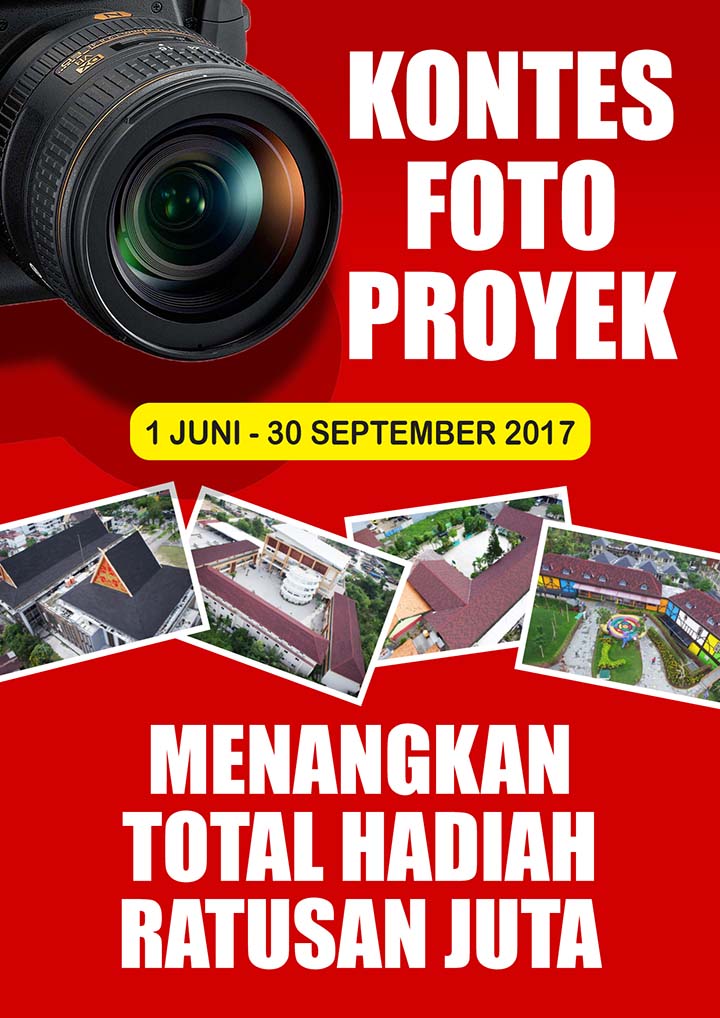 KONTES
FOTO
PROYEK
1 JUNI - 30 SEPTEMBER 2017
MENANGKAN
TOTAL HADIAH
RATUSAN JUTA